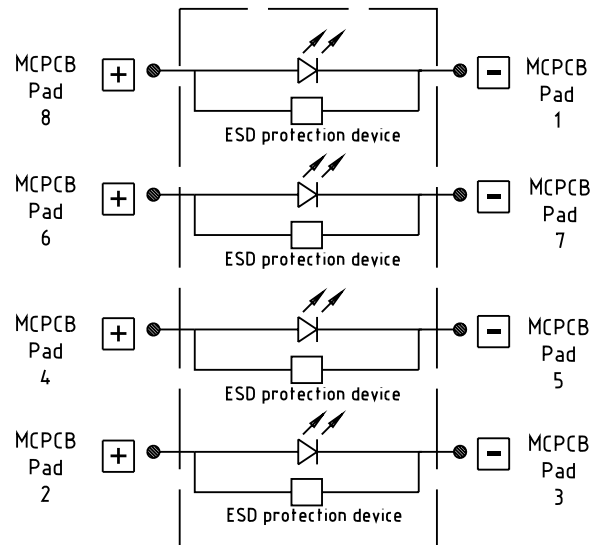 MCPCB
Pad
8
+
-
MCPCB
Pad
1
ESD protection device
MCPCB
Pad
6
+
-
MCPCB
Pad
7
ESD protection device
MCPCB
Pad
4
+
-
MCPCB
Pad
5
ESD protection device
MCPCB
Pad
2
+
-
MCPCB
Pad
3
ESD protection device